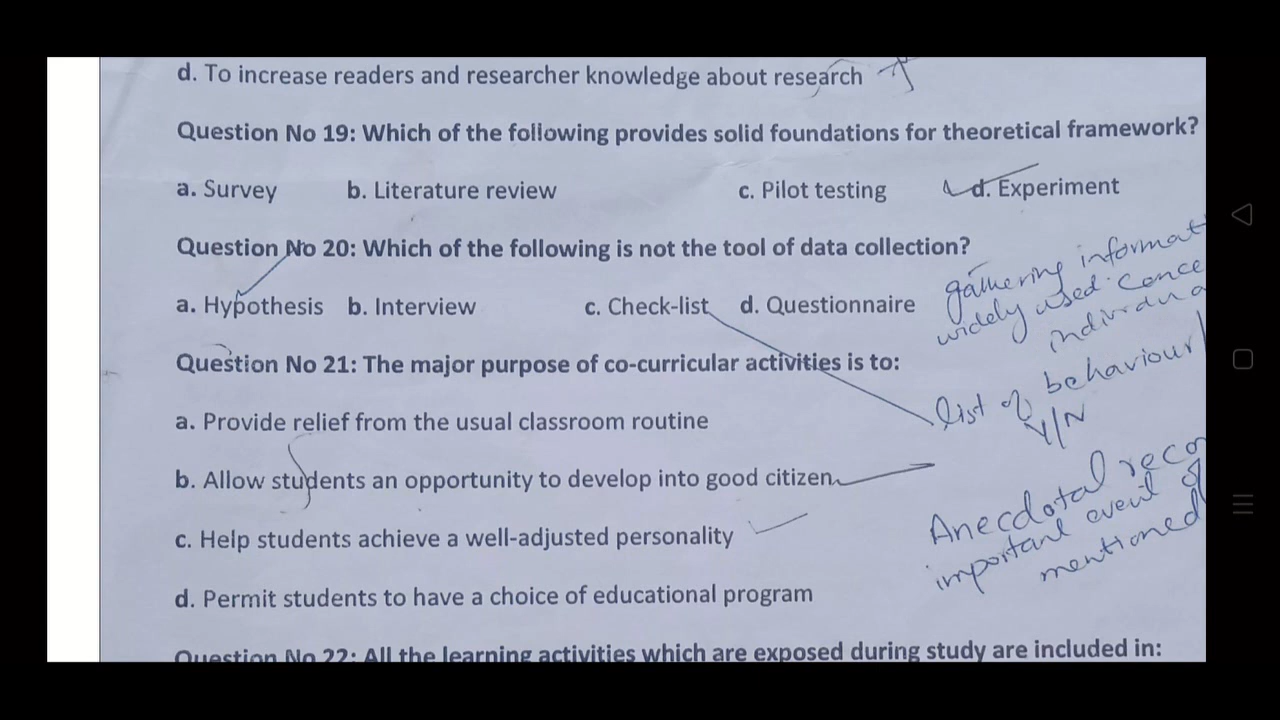 d. To increase readers and researcher knowledge about research
Question No 19: Which of the following provides solid foundations for theoretical framework?
a. Survey b. Literature review c. Pilot testing d. Experiment
Question No 20: Which of the following is not the tool of data collection?
a. Hypothesis b. Interview c. Check-list d. Questionnaire
gathering informat
widely used. Conce
Question No 21: The major purpose of co-curricular activities is to:
a. Provide relief from the usual classroom routine
list of behaviour/
Y/N
b. Allow students an opportunity to develop into good citizen.
c. Help students achieve a well-adjusted personality
Anecdotal reco
important event of
mentioned
d. Permit students to have a choice of educational program
Question No 22: All the learning activities which are exposed during study are included in: